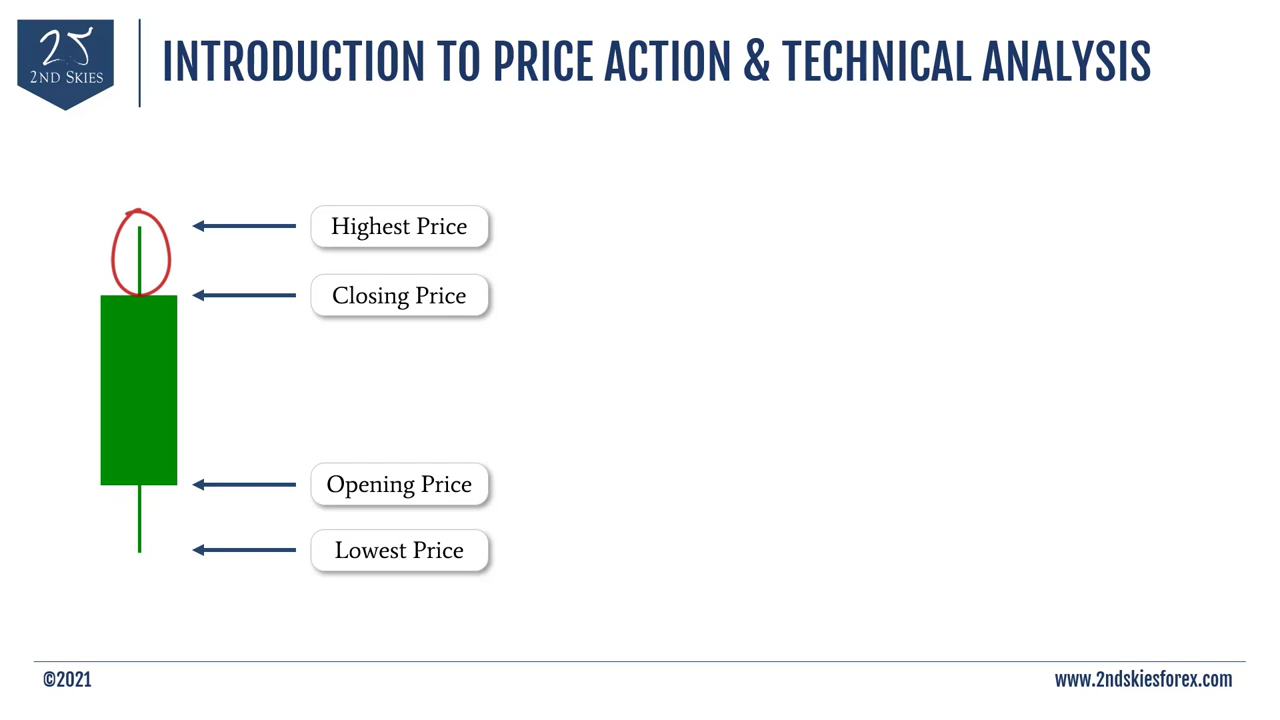 25
2ND SKIES
INTRODUCTION TO PRICE ACTION & TECHNICAL ANALYSIS
Highest Price
Closing Price
Opening Price
Lowest Price
©2021
www.2ndskiesforex.com